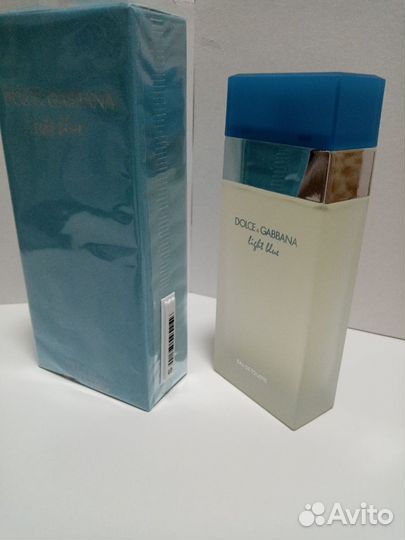 DOLCE & GABBANA
light blue
DOLCE & GABBANA
light blue
EAU DE TOILETTE
Avito